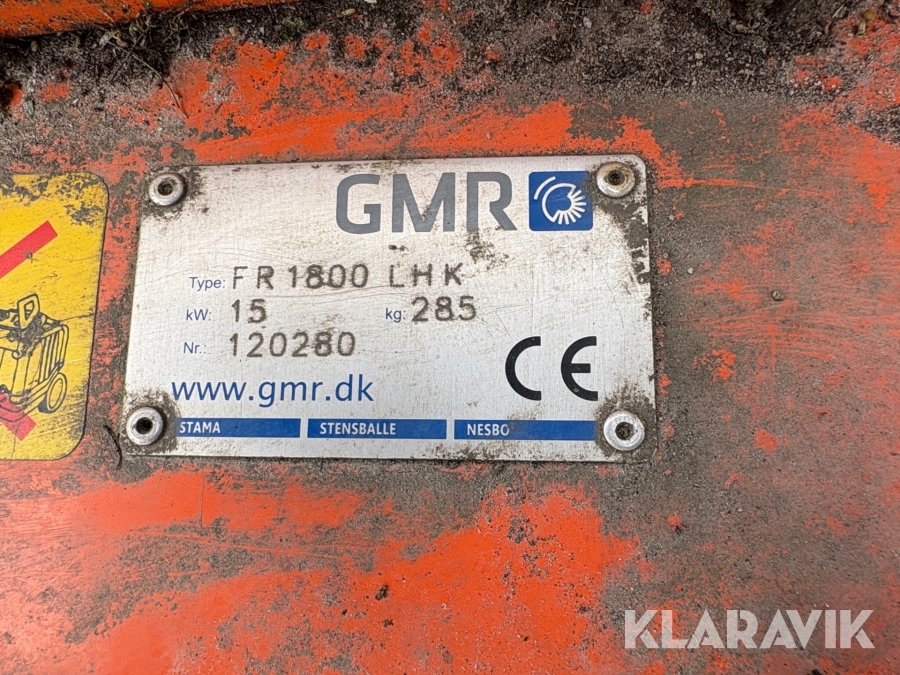 GMR
Type: FR 1800 LHK
kW: 15 kg: 285
Nr.: 120280
www.gmr.dk
CE
STAMA STENSBALLE NESBO
KLARAVIK